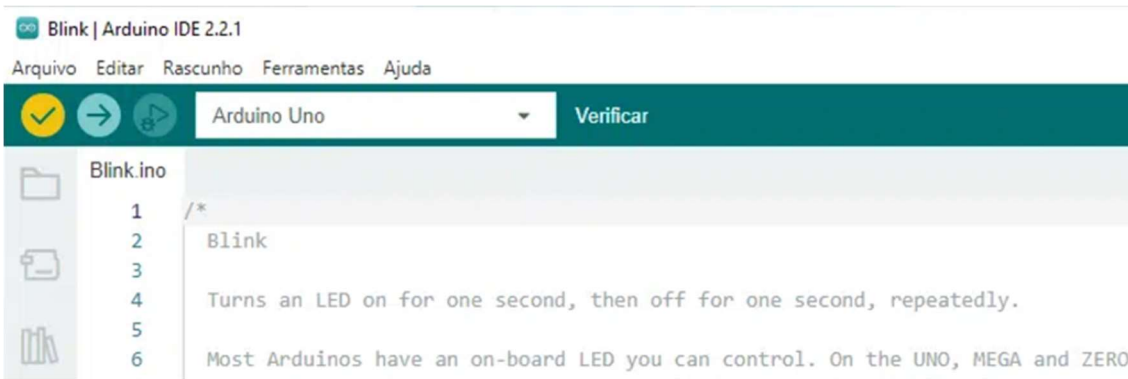 Blink | Arduino IDE 2.2.1
Arquivo Editar Rascunho Ferramentas Ajuda
Arduino Uno Verificar
Blink.ino
1 /*
2 Blink
3
4 Turns an LED on for one second, then off for one second, repeatedly.
5
6 Most Arduinos have an on-board LED you can control. On the UNO, MEGA and ZERO